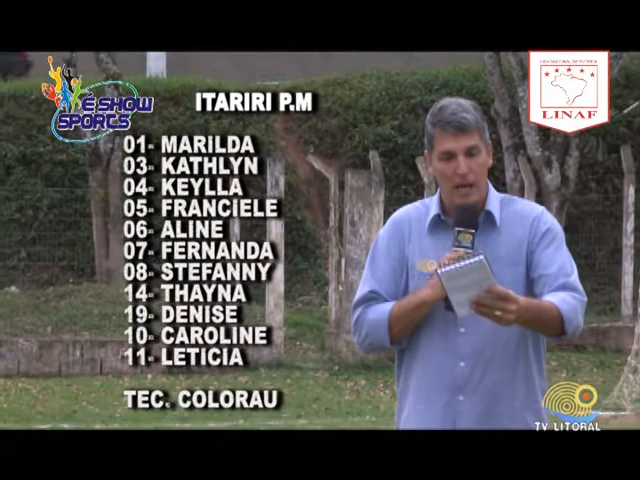 É SHOW
SPORTS
ITARIRI P.M
LINAF
01- MARILDA
03- KATHLYN
04- KEYLLA
05- FRANCIELE
06- ALINE
07- FERNANDA
08- STEFANNY
14- THAYNA
19- DENISE
10- CAROLINE
11- LETICIA
TEC. COLORAU
TV LITORAL